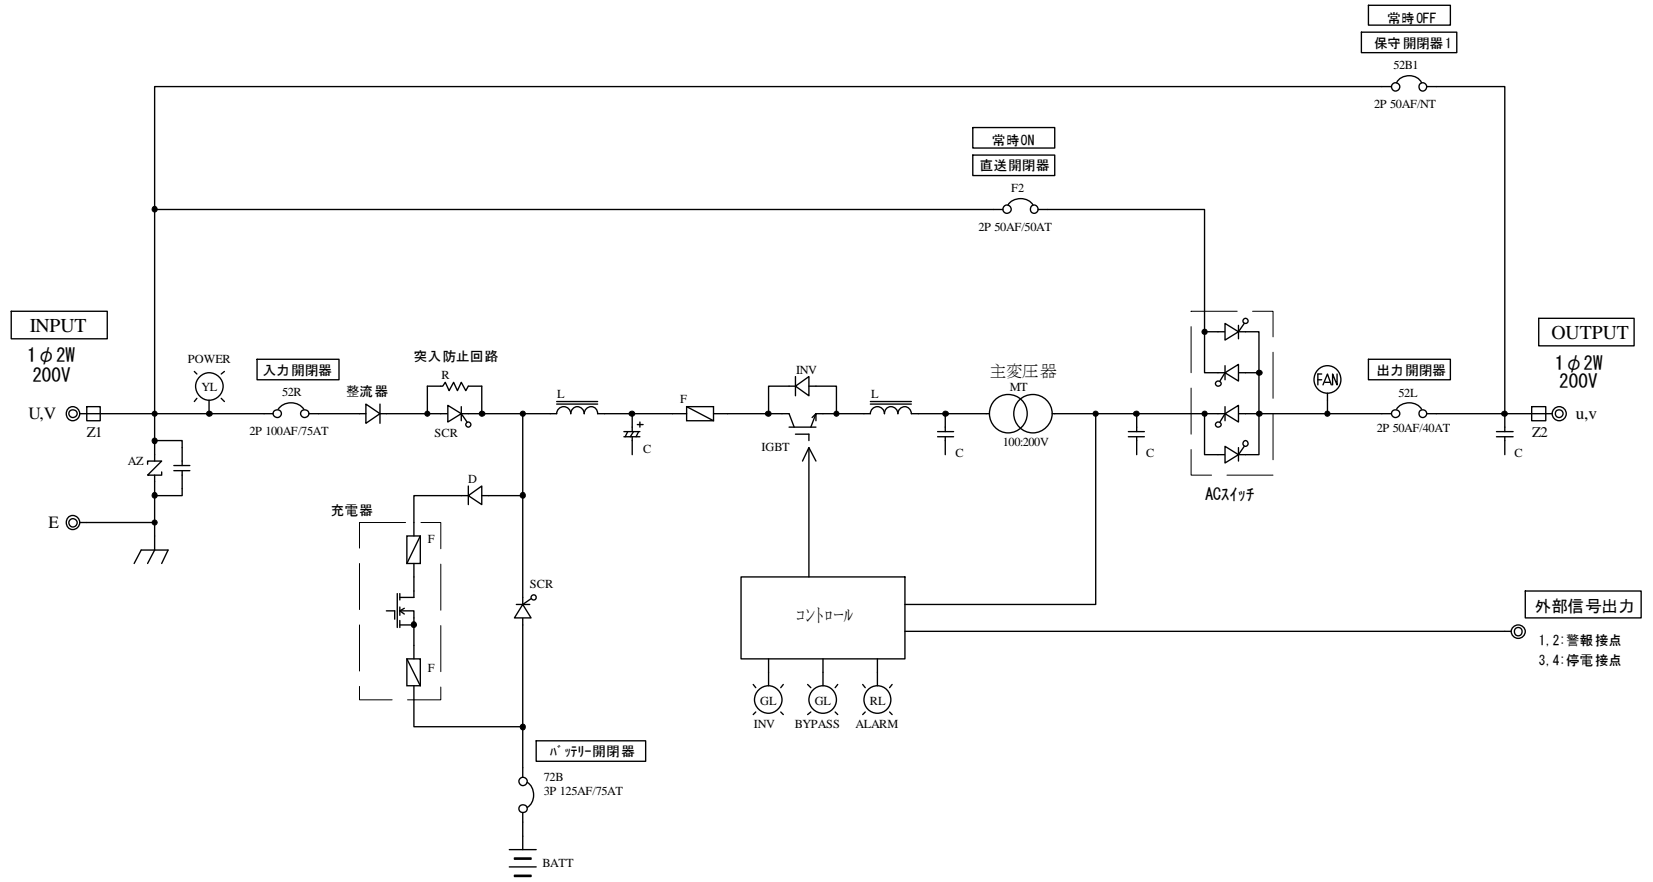 常時OFF
保守開閉器1
52B1
2P 50AF/NT
常時ON
直送開閉器
F2
2P 50AF/50AT
INPUT
1φ2W
200V
U,V
Z1
POWER
YL
入力開閉器
52R
2P 100AF/75AT
整流器
突入防止回路
R
SCR
L
+
C
F
INV
IGBT
L
C
主変圧器
MT
100:200V
C
ACスイッチ
FAN
出力開閉器
52L
2P 50AF/40AT
OUTPUT
1φ2W
200V
u,v
Z2
C
AZ
E
D
充電器
F
F
SCR
コントロール
GL
INV
GL
BYPASS
RL
ALARM
外部信号出力
1,2:警報接点
3,4:停電接点
バッテリー開閉器
72B
3P 125AF/75AT
BATT